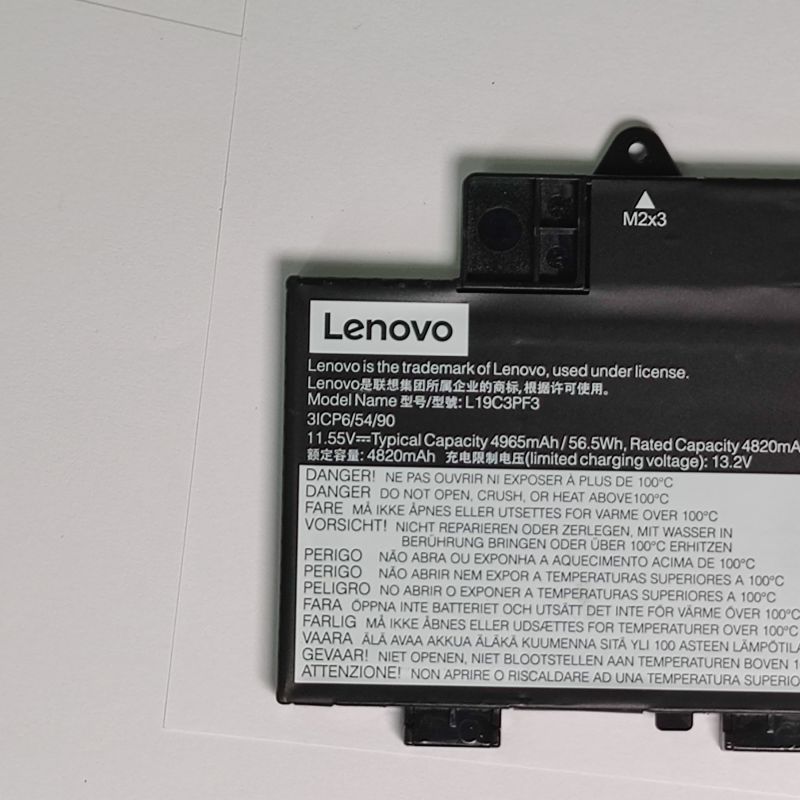 M2x3
Lenovo
Lenovo is the trademark of Lenovo, used under license.
Lenovo是联想集团所属企业的商标,根据许可使用。
Model Name 型号/型號: L19C3PF3
3ICP6/54/90
11.55V⎓Typical Capacity 4965mAh / 56.5Wh, Rated Capacity 4820mA
额定容量: 4820mAh 充电限制电压(limited charging voltage): 13.2V
DANGER! NE PAS OUVRIR NI EXPOSER À PLUS DE 100°C
DANGER DO NOT OPEN, CRUSH, OR HEAT ABOVE100°C
FARE MÅ IKKE ÅPNES ELLER UTSETTES FOR VARME OVER 100°C
VORSICHT! NICHT REPARIEREN ODER ZERLEGEN, MIT WASSER IN
BERÜHRUNG BRINGEN ODER ÜBER 100°C ERHITZEN
PERIGO NÃO ABRA OU EXPONHA A AQUECIMENTO ACIMA DE 100°C
PERIGO NÃO ABRIR NEM EXPOR A TEMPERATURAS SUPERIORES A 100°C
PELIGRO NO ABRIR O EXPONER A TEMPERATURAS SUPERIORES A 100°C
FARA ÖPPNA INTE BATTERIET OCH UTSÄTT DET INTE FÖR VÄRME ÖVER 100°C
FARLIG MÅ IKKE ÅBNES ELLER UDSÆTTES FOR TEMPERATURER OVER 100°C
VAARA ÄLÄ AVAA AKKUA ÄLÄKÄ KUUMENNA SITÄ YLI 100 ASTEEN LÄMPÖTILA
GEVAAR! NIET OPENEN, NIET BLOOTSTELLEN AAN TEMPERATUREN BOVEN 10
ATTENZIONE! NON APRIRE O RISCALDARE AD UNA TEMPERATURA SUPERIO